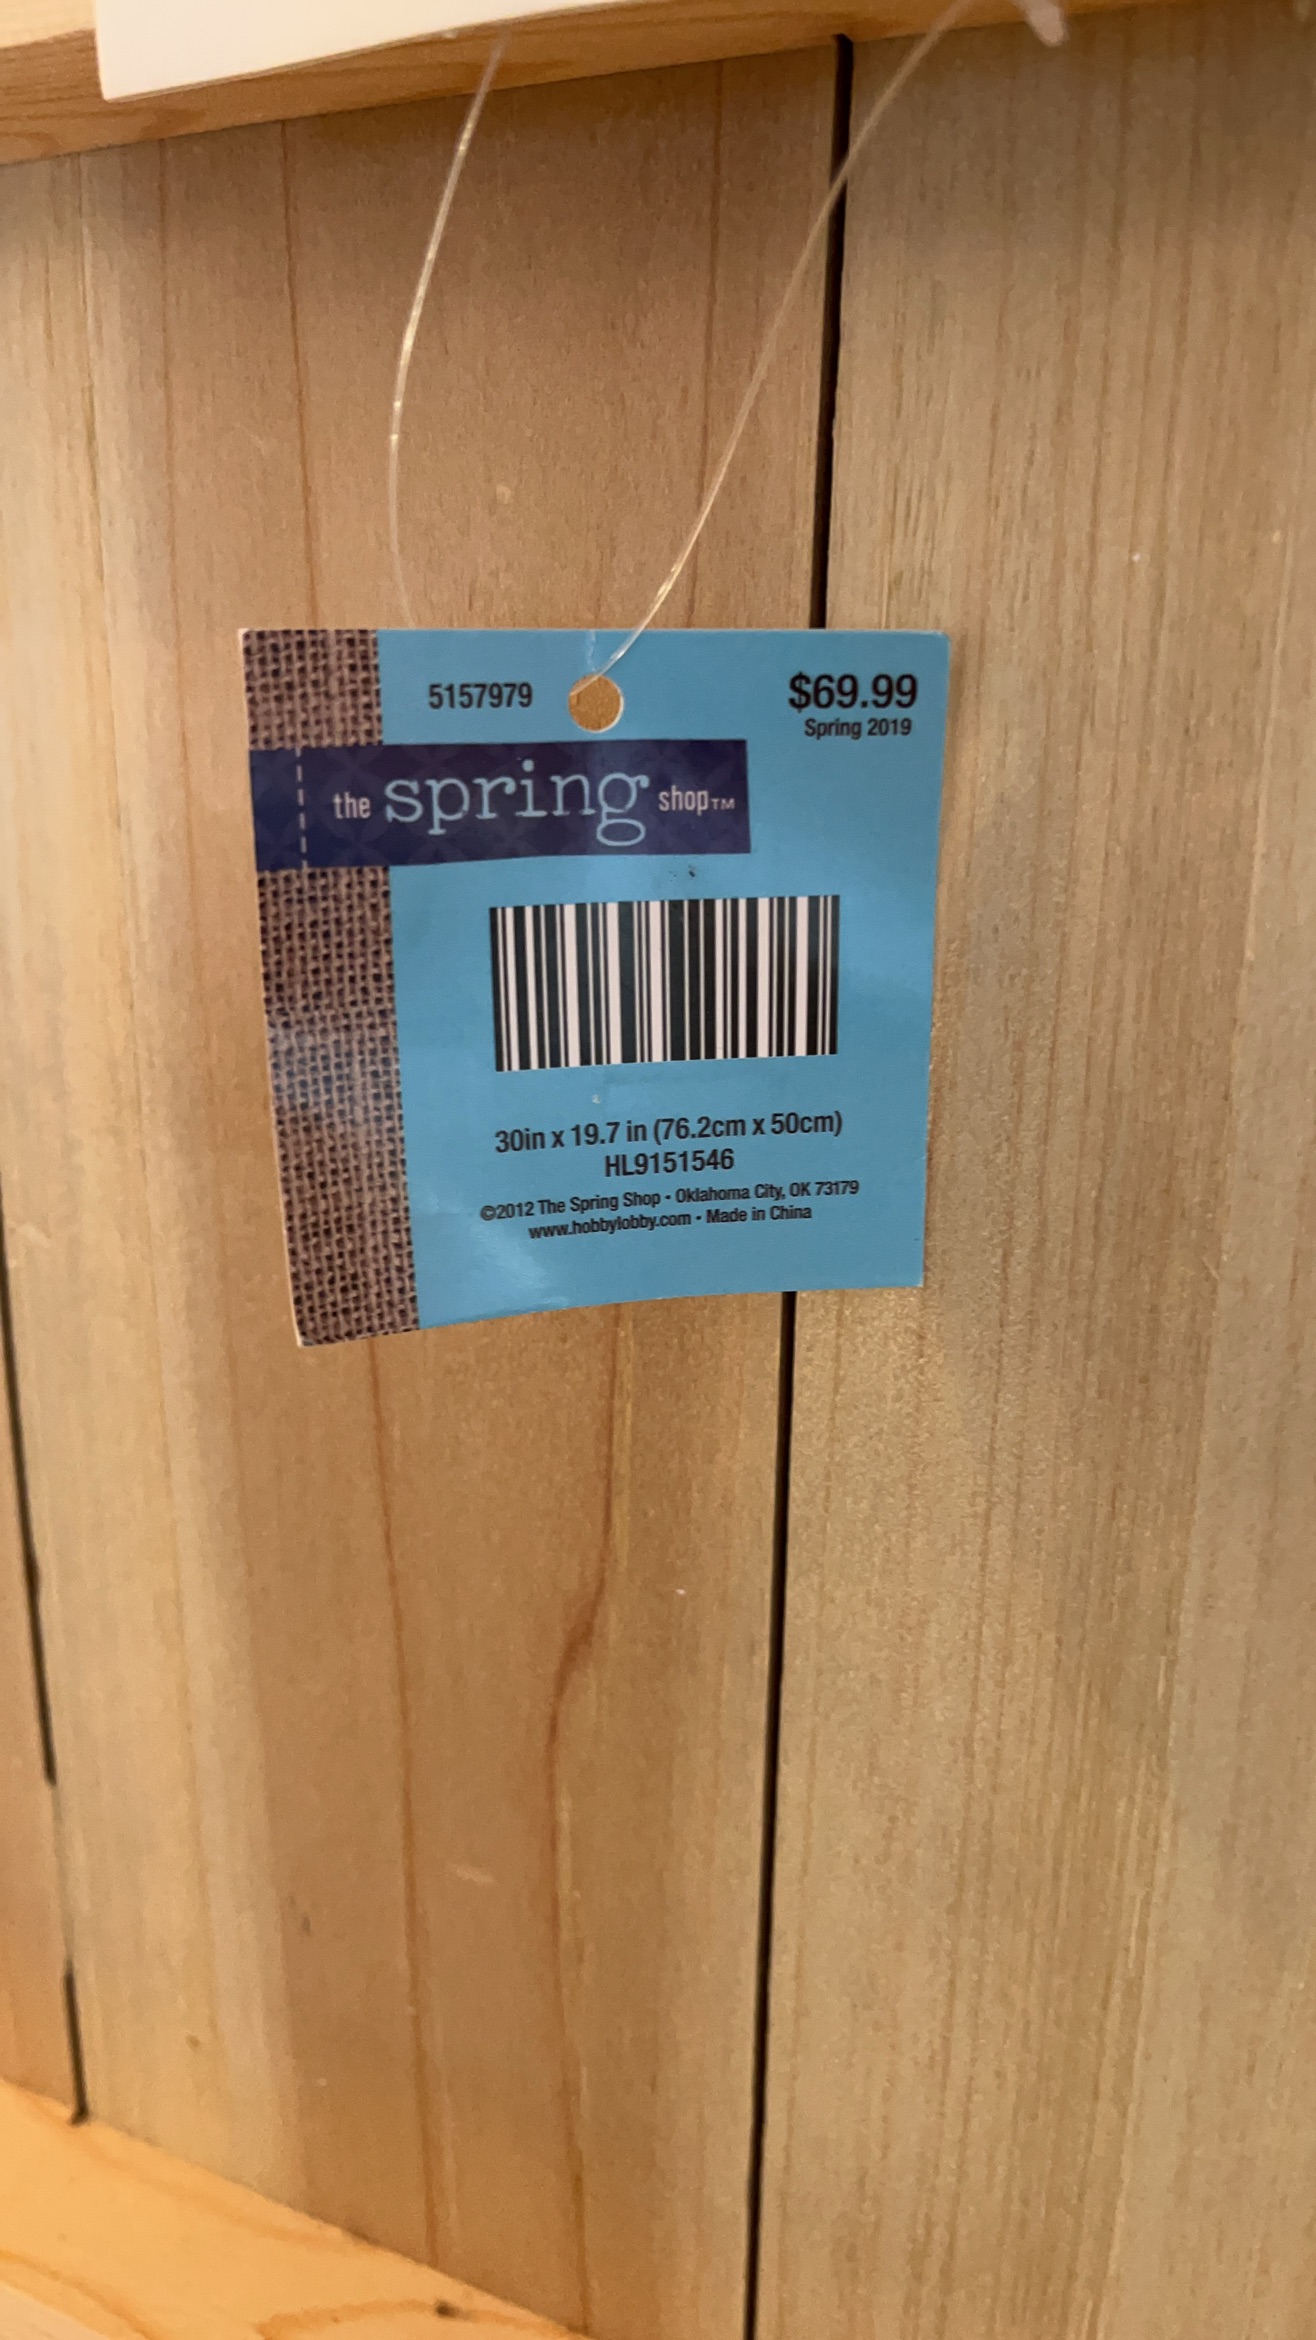 5157979
$69.99
Spring 2019
the spring shop™
30in x 19.7 in (76.2cm x 50cm)
HL9151546
©2012 The Spring Shop • Oklahoma City, OK 73179
www.hobbylobby.com • Made in China